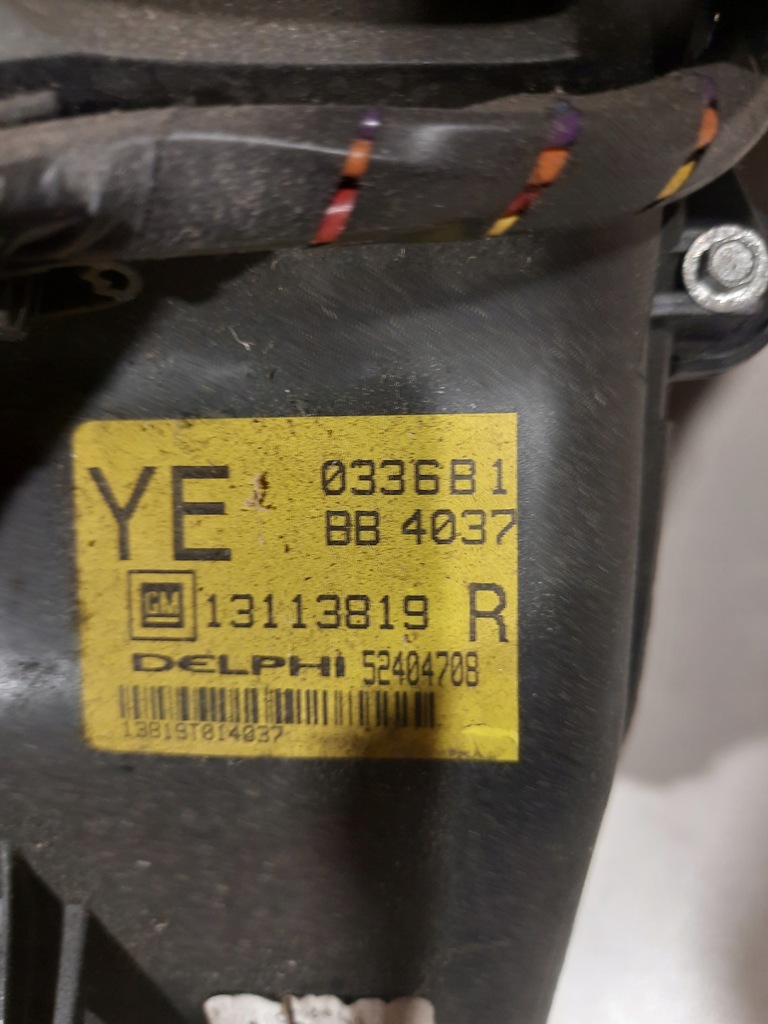 YE
0336B1
BB 4037
GM 13113819 R
DELPHI 52404708
13819T014037